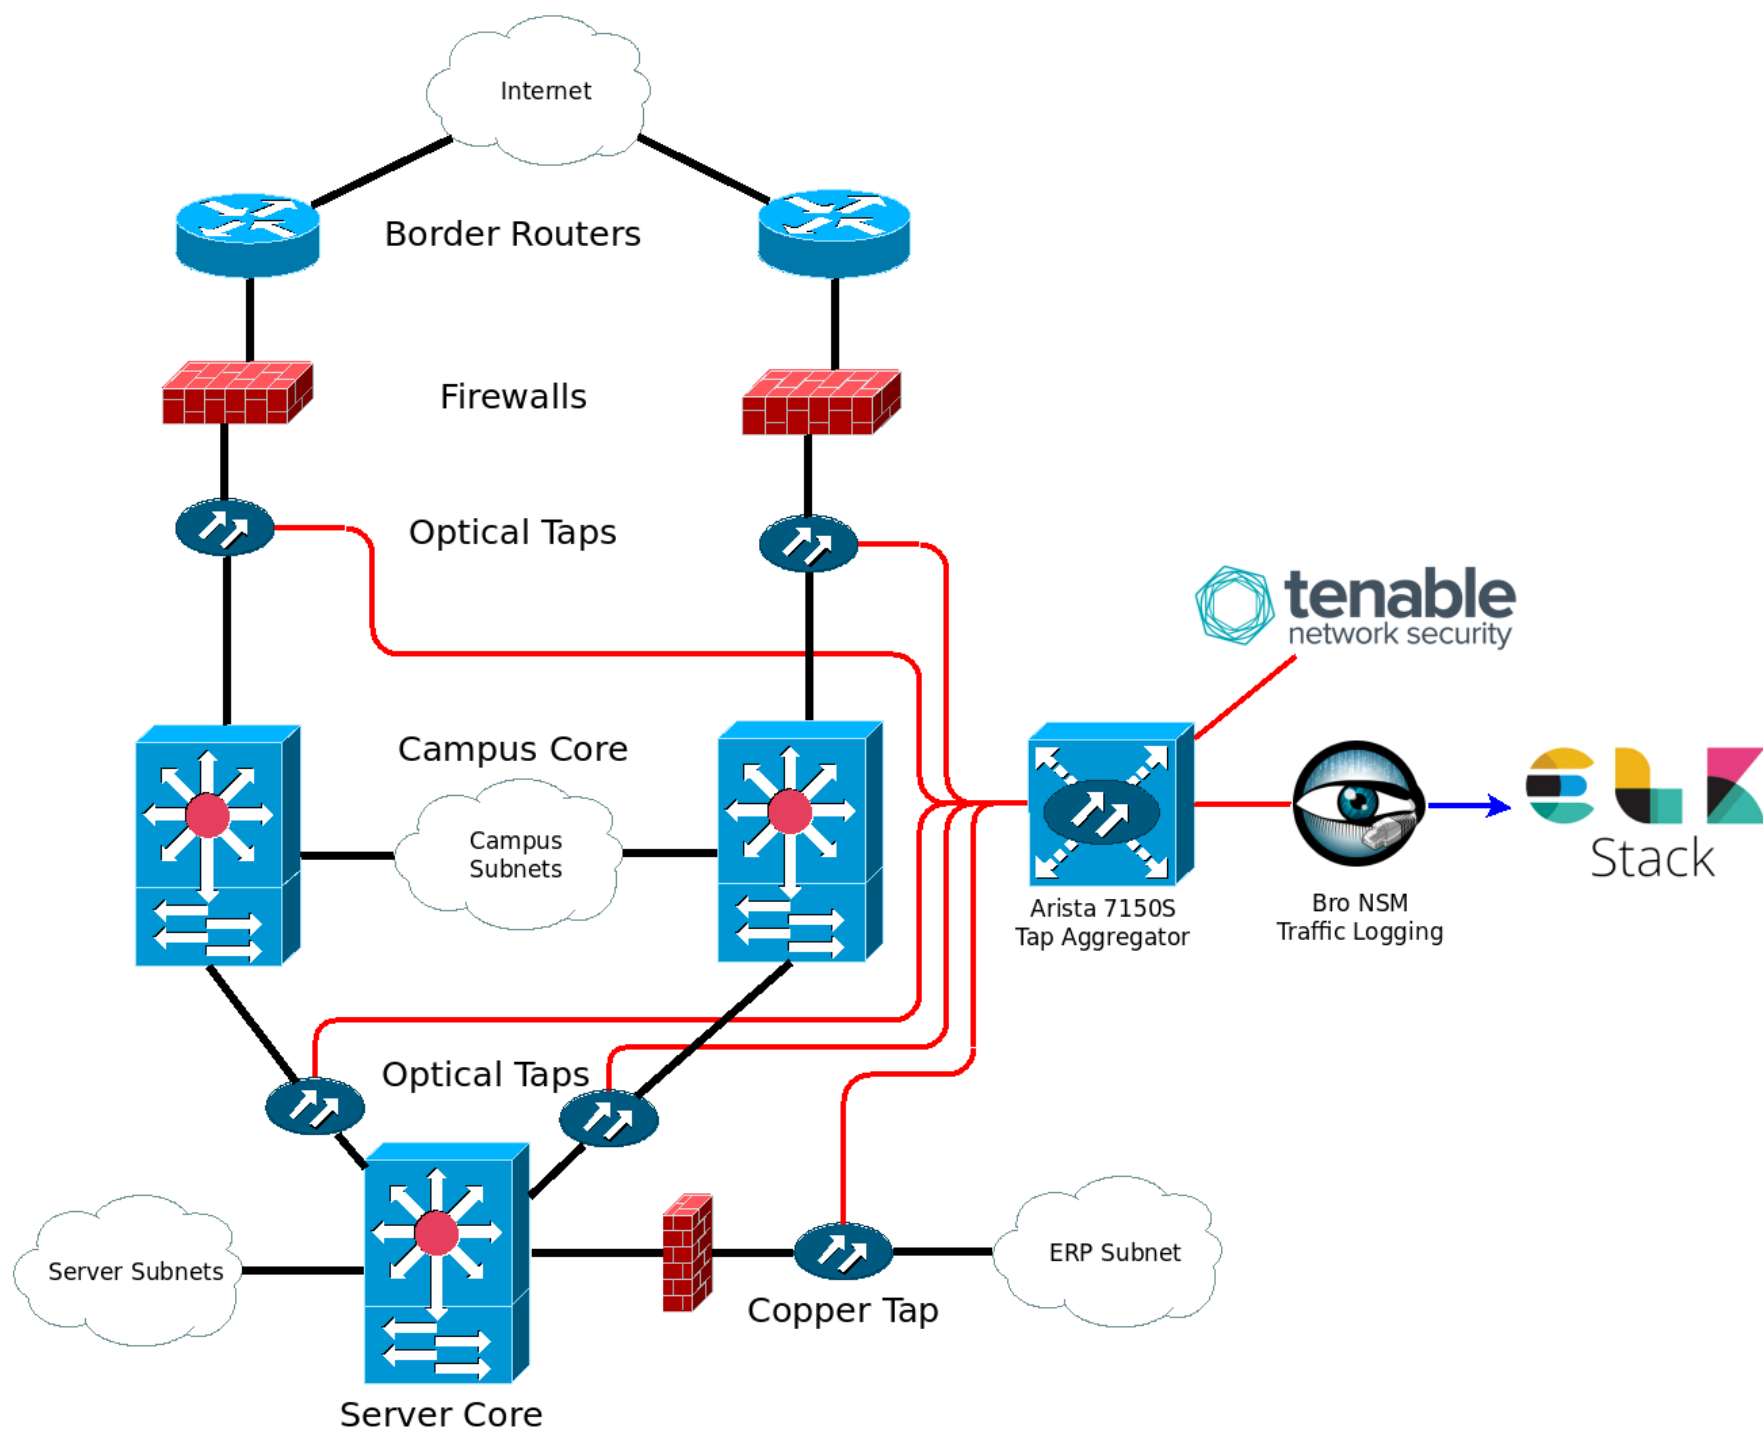 Internet
Border Routers
Firewalls
Optical Taps
tenable
network security
Campus Core
Campus
Subnets
ELK
Stack
Arista 7150S
Tap Aggregator
Bro NSM
Traffic Logging
Optical Taps
Server Subnets
ERP Subnet
Copper Tap
Server Core